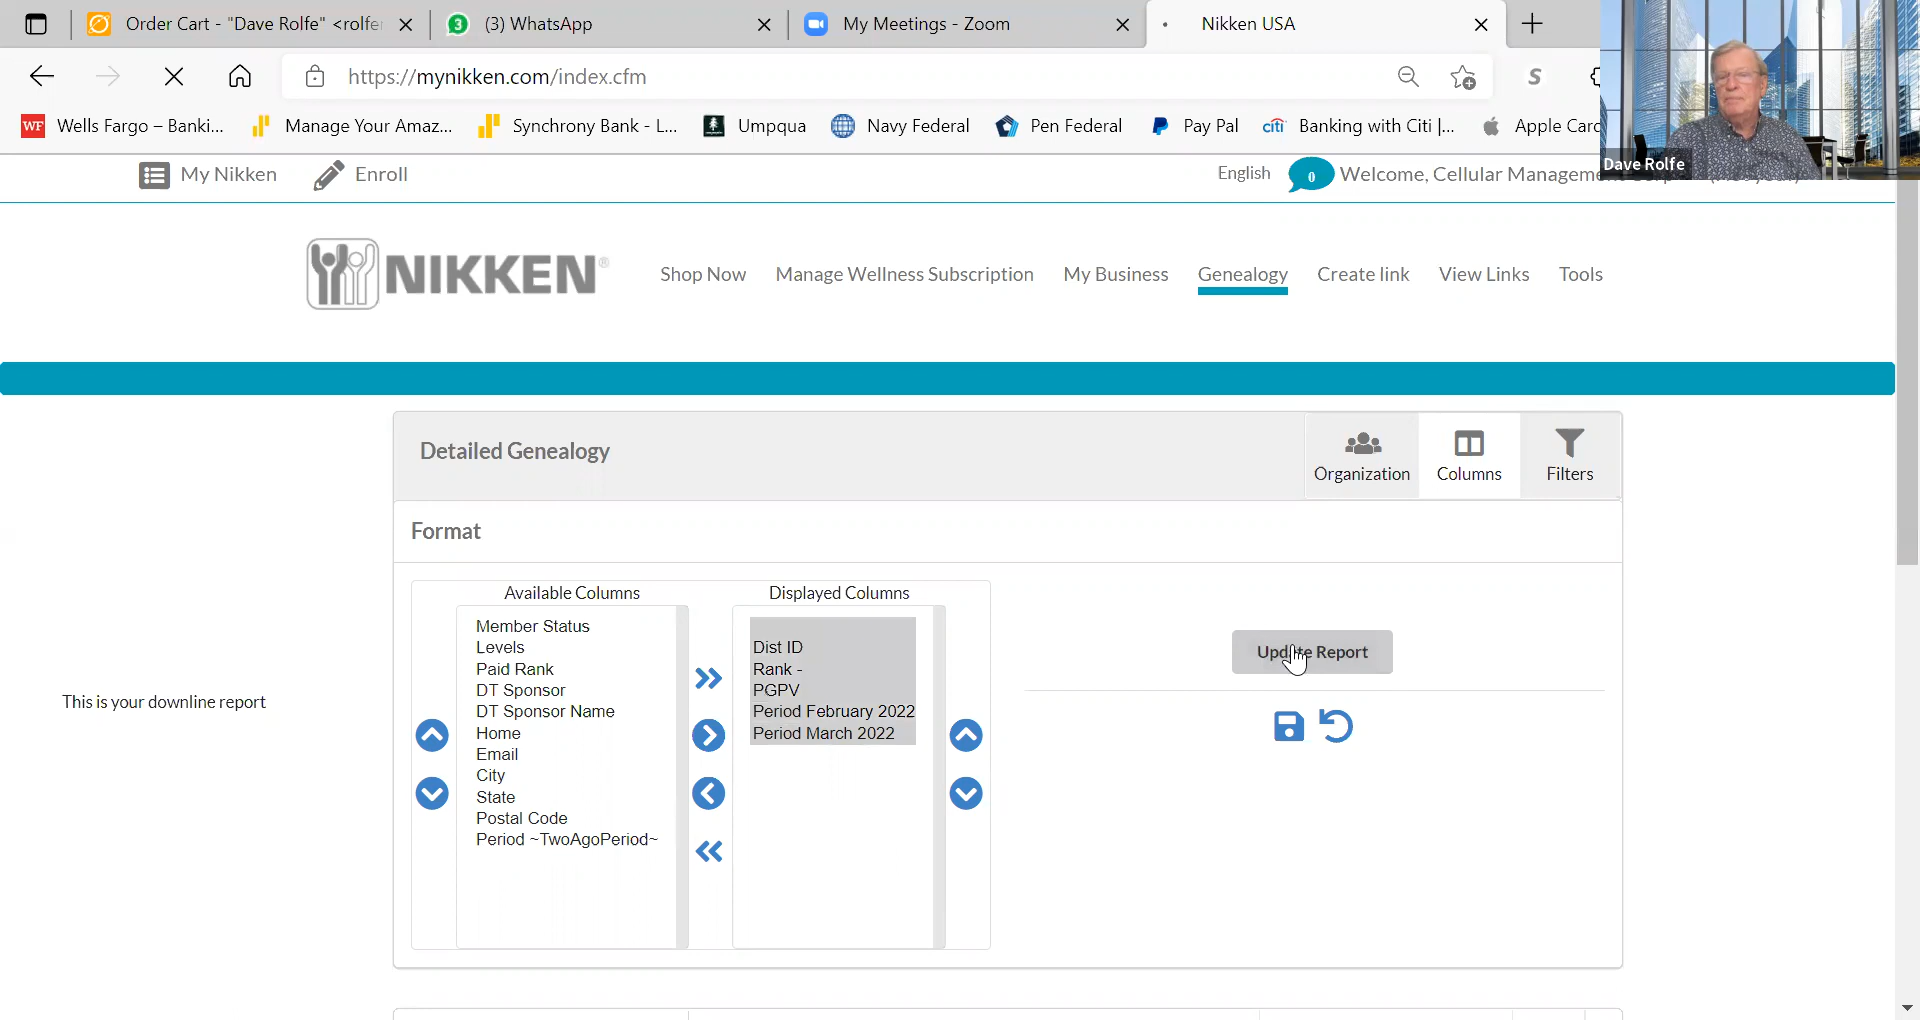 Order Cart - "Dave Rolfe" <rolfe
3
(3) WhatsApp
My Meetings - Zoom
Nikken USA
https://mynikken.com/index.cfm
S
WF Wells Fargo – Banki...
Manage Your Amaz...
Synchrony Bank - L...
Umpqua
Navy Federal
Pen Federal
Pay Pal
citi Banking with Citi |...
Apple Card
Dave Rolfe
My Nikken
Enroll
English
0
Welcome, Cellular Management
NIKKEN®
Shop Now
Manage Wellness Subscription
My Business
Genealogy
Create link
View Links
Tools
Detailed Genealogy
Organization
Columns
Filters
Format
Available Columns
Displayed Columns
Member Status
Levels
Paid Rank
DT Sponsor
DT Sponsor Name
Home
Email
City
State
Postal Code
Period ~TwoAgoPeriod~
Dist ID
Rank -
PGPV
Period February 2022
Period March 2022
Update Report
This is your downline report